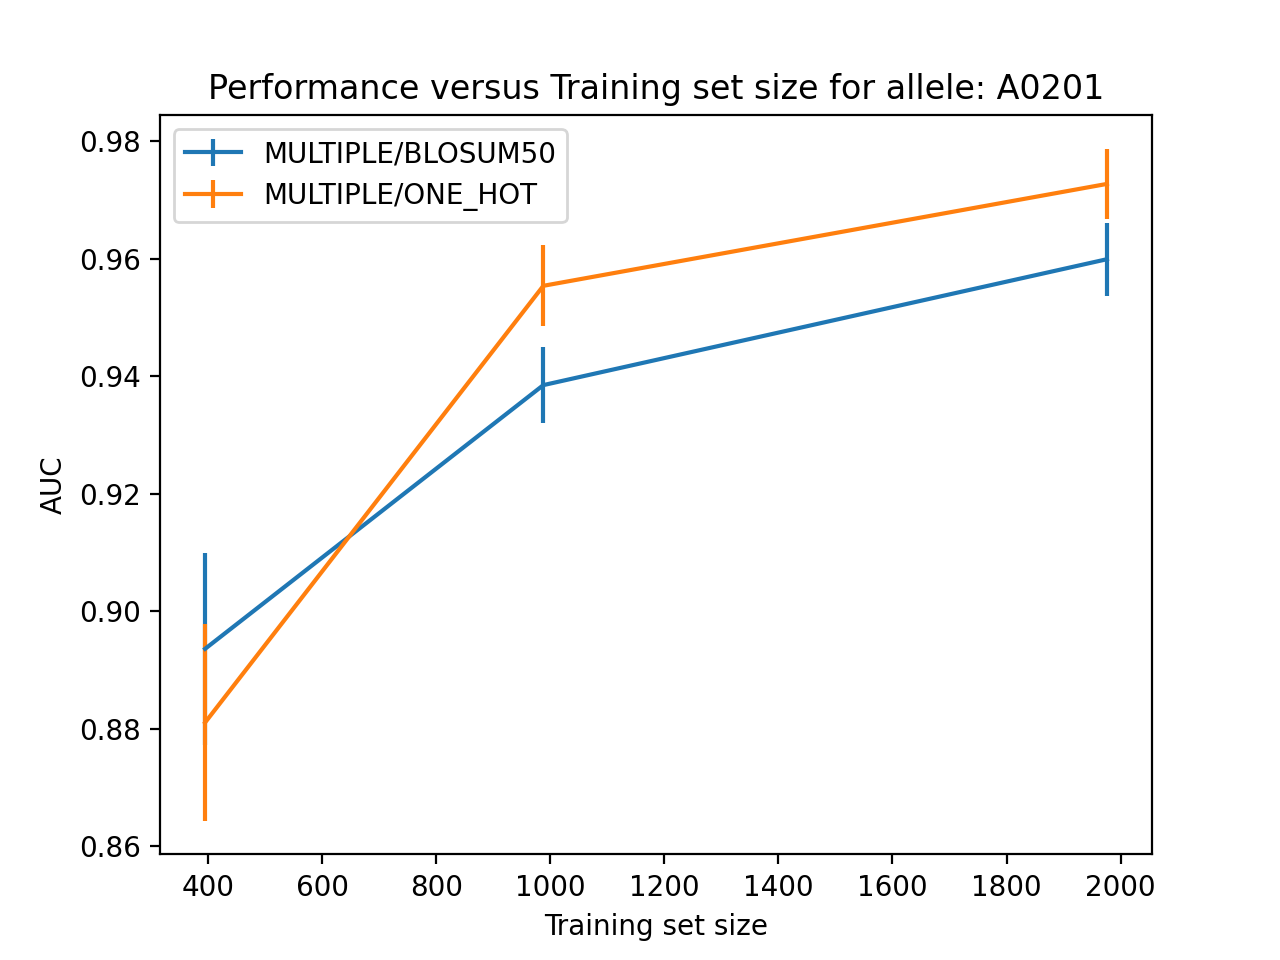 Performance versus Training set size for allele: A0201
MULTIPLE/BLOSUM50
MULTIPLE/ONE_HOT
AUC
0.98
0.96
0.94
0.92
0.90
0.88
0.86
400 600 800 1000 1200 1400 1600 1800 2000
Training set size